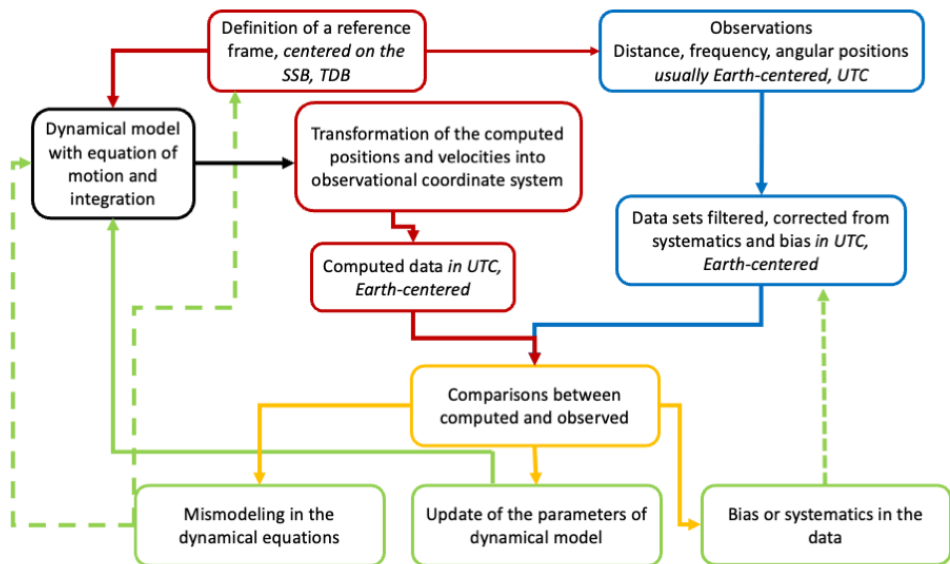 Definition of a reference
frame, centered on the
SSB, TDB
Observations
Distance, frequency, angular positions
usually Earth-centered, UTC
Dynamical model
with equation of
motion and
integration
Transformation of the computed
positions and velocities into
observational coordinate system
Data sets filtered, corrected from
systematics and bias in UTC,
Earth-centered
Computed data in UTC,
Earth-centered
Comparisons between
computed and observed
Mismodeling in the
dynamical equations
Update of the parameters of
dynamical model
Bias or systematics in the
data